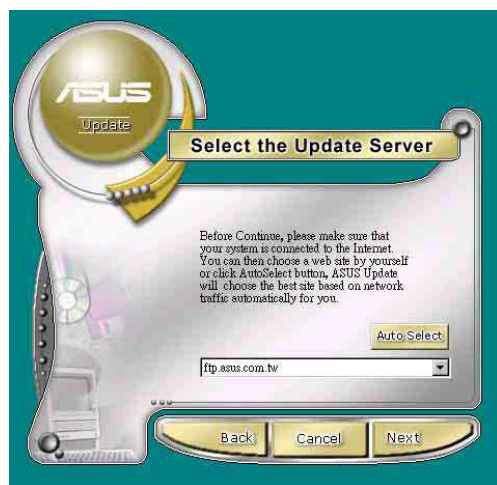 ASUS
Update
Select the Update Server
Before Continue, please make sure that
your system is connected to the Internet.
You can then choose a web site by yourself
or click AutoSelect button, ASUS Update
will choose the best site based on network
traffic automatically for you.
Auto Select
ftp.asus.com.tw
Back
Cancel
Next